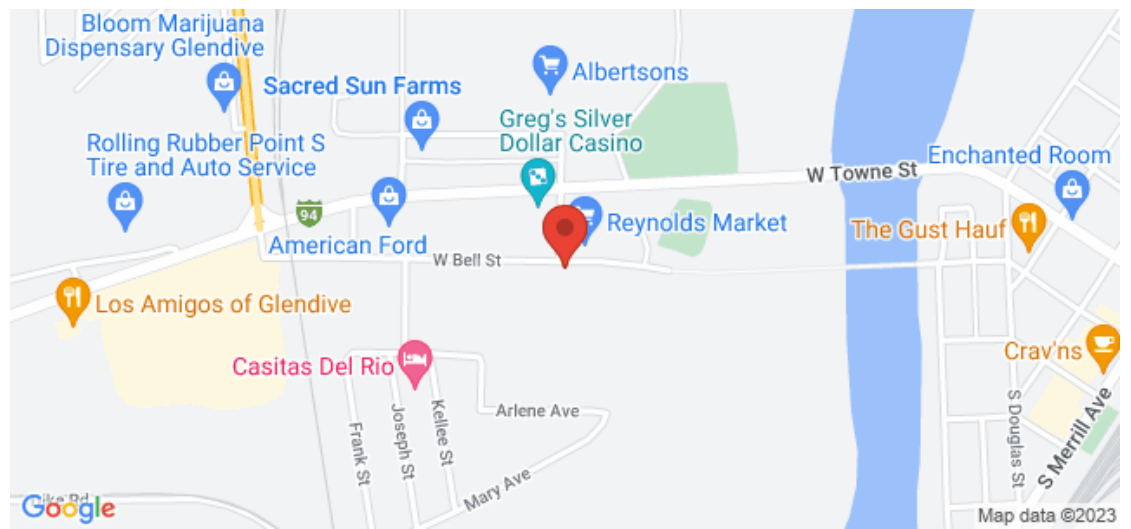 Bloom Marijuana
Dispensary Glendive
Sacred Sun Farms
Albertsons
Greg's Silver
Dollar Casino
Rolling Rubber Point S
Tire and Auto Service
W Towne St
Enchanted Room
94
American Ford
Reynolds Market
The Gust Hauf
W Bell St
Los Amigos of Glendive
Casitas Del Rio
Crav'ns
Arlene Ave
Frank St
Joseph St
Kellee St
Mary Ave
S Douglas St
S Merrill Ave
Dike Rd
Google
Map data ©2023